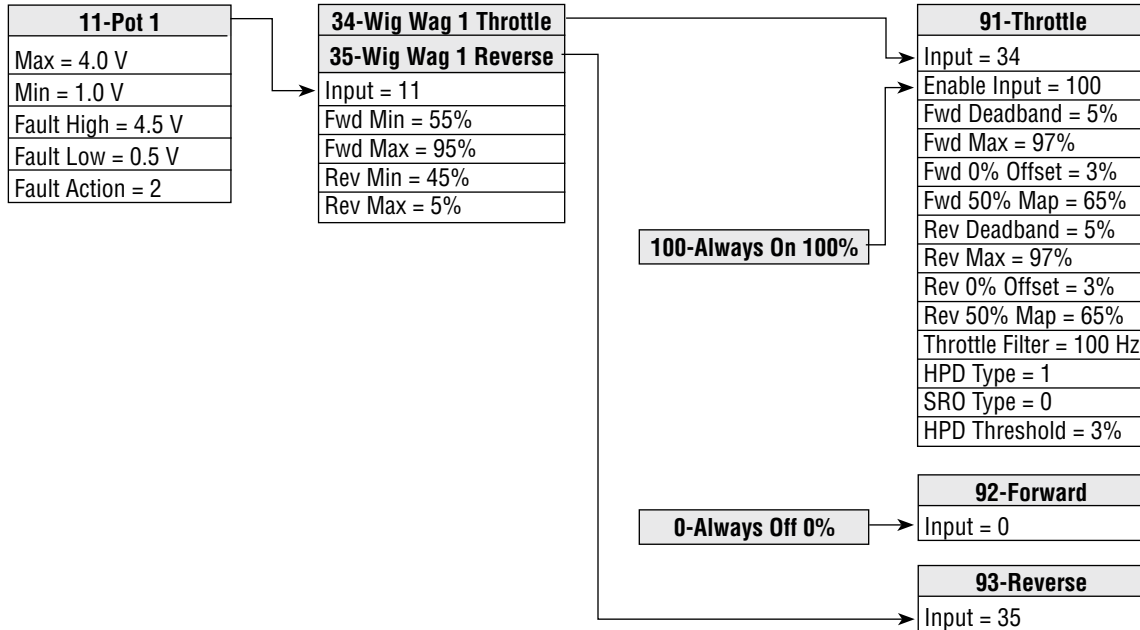 11-Pot 1
Max = 4.0 V
Min = 1.0 V
Fault High = 4.5 V
Fault Low = 0.5 V
Fault Action = 2
34-Wig Wag 1 Throttle
35-Wig Wag 1 Reverse
Input = 11
Fwd Min = 55%
Fwd Max = 95%
Rev Min = 45%
Rev Max = 5%
100-Always On 100%
0-Always Off 0%
91-Throttle
Input = 34
Enable Input = 100
Fwd Deadband = 5%
Fwd Max = 97%
Fwd 0% Offset = 3%
Fwd 50% Map = 65%
Rev Deadband = 5%
Rev Max = 97%
Rev 0% Offset = 3%
Rev 50% Map = 65%
Throttle Filter = 100 Hz
HPD Type = 1
SRO Type = 0
HPD Threshold = 3%
92-Forward
Input = 0
93-Reverse
Input = 35